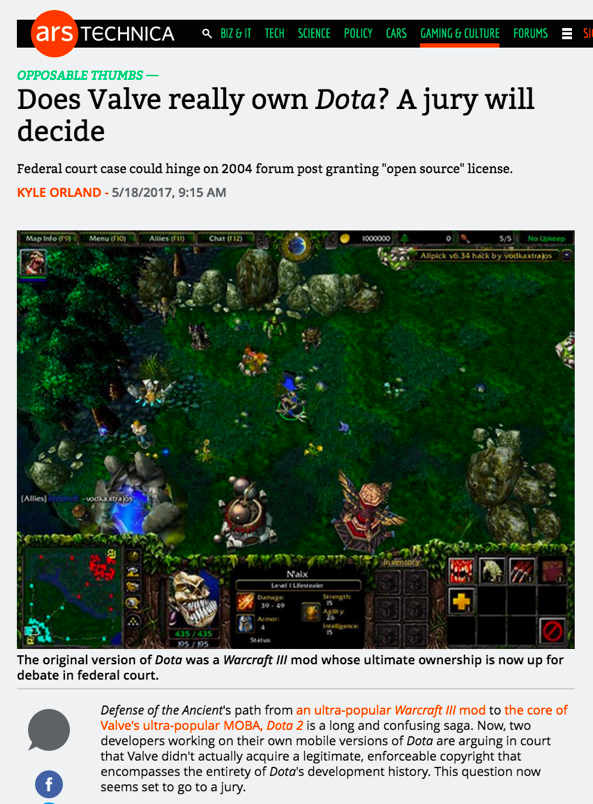 ars TECHNICA
BIZ & IT TECH SCIENCE POLICY CARS GAMING & CULTURE FORUMS
OPPOSABLE THUMBS —
Does Valve really own Dota? A jury will
decide
Federal court case could hinge on 2004 forum post granting "open source" license.
KYLE ORLAND - 5/18/2017, 9:15 AM
Map Info (F9) Menu (F10) Allies (F11) Chat (F12) 1000000 0 5/5 No Upkeep
Allpick v6.34 hack by vodkaxtrajos
[Allies] -vodkaxtrajos
N'aix
Inventory
Level 1 Lifestealer
Damage:
39 - 49
Strength:
15
Agility:
26
Armor:
4
Intelligence:
15
Status:
435 / 435
195 / 195
The original version of Dota was a Warcraft III mod whose ultimate ownership is now up for
debate in federal court.
Defense of the Ancient's path from an ultra-popular Warcraft III mod to the core of
Valve's ultra-popular MOBA, Dota 2 is a long and confusing saga. Now, two
developers working on their own mobile versions of Dota are arguing in court
that Valve didn't actually acquire a legitimate, enforceable copyright that
encompasses the entirety of Dota's development history. This question now
seems set to go to a jury.
f